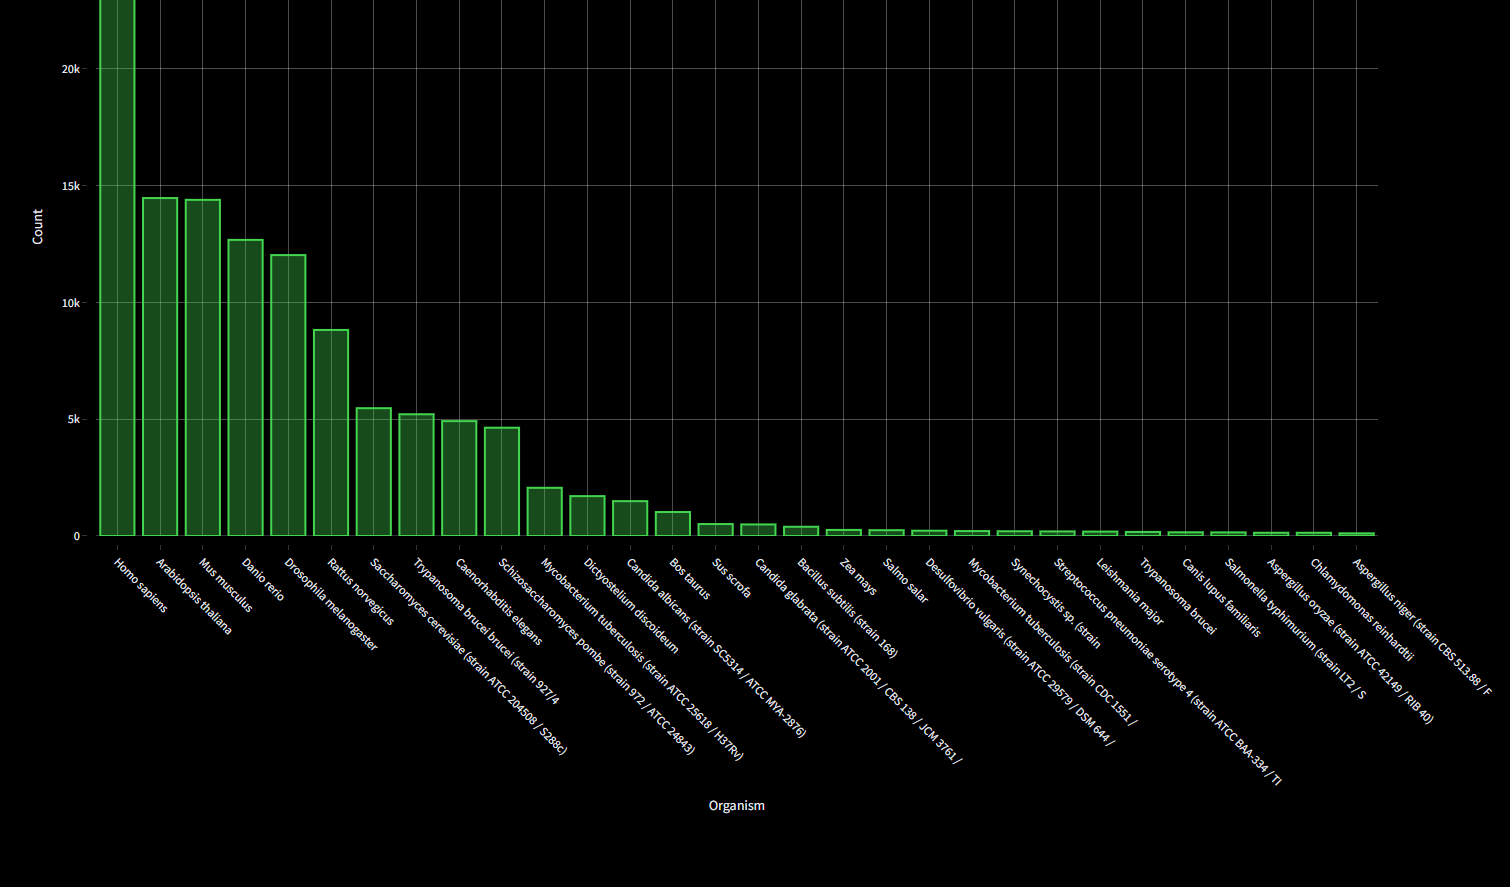 20k
15k
10k
5k
0
Count
Homo sapiens
Arabidopsis thaliana
Mus musculus
Danio rerio
Drosophila melanogaster
Rattus norvegicus
Saccharomyces cerevisiae (strain ATCC 204508 / S288c)
Trypanosoma brucei brucei (strain 927/4
Caenorhabditis elegans
Schizosaccharomyces pombe (strain 972 / ATCC 24843)
Mycobacterium tuberculosis (strain ATCC 25618 / H37Rv)
Dictyostelium discoideum
Candida albicans (strain SC5314 / ATCC MYA-2876)
Bos taurus
Sus scrofa
Candida glabrata (strain ATCC 2001 / CBS 138 / JCM 3761 /
Bacillus subtilis (strain 168)
Zea mays
Salmo salar
Desulfovibrio vulgaris (strain ATCC 29579 / DSM 644 /
Mycobacterium tuberculosis (strain CDC 1551 /
Synechocystis sp. (strain
Streptococcus pneumoniae serotype 4 (strain ATCC BAA-334 / TI
Leishmania major
Trypanosoma brucei
Canis lupus familiaris
Salmonella typhimurium (strain LT2 / S
Aspergillus oryzae (strain ATCC 42149 / RIB 40)
Chlamydomonas reinhardtii
Aspergillus niger (strain CBS 513.88 / F
Organism